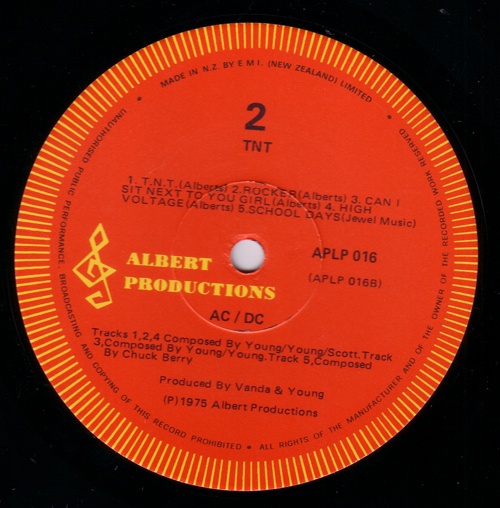 MADE IN N.Z. BY E M I. (NEW ZEALAND) LIMITED
2
TNT
1. T.N.T.(Alberts) 2.ROCKER(Alberts) 3. CAN I
SIT NEXT TO YOU GIRL(Alberts) 4. HIGH
VOLTAGE(Alberts) 5.SCHOOL DAYS(Jewel Music)
APLP 016
(APLP 016B)
ALBERT
PRODUCTIONS
AC / DC
Tracks 1,2,4 Composed By Young/Young/Scott. Track
3,Composed By Young/Young.Track 5,Composed
By Chuck Berry
Produced By Vanda & Young
(P)1975 Albert Productions
UNAUTHORISED PUBLIC PERFORMANCE, BROADCASTING AND COPYING OF THIS RECORD PROHIBITED • ALL RIGHTS OF THE MANUFACTURER AND OF THE OWNER OF THE RECORDED WORK RESERVED